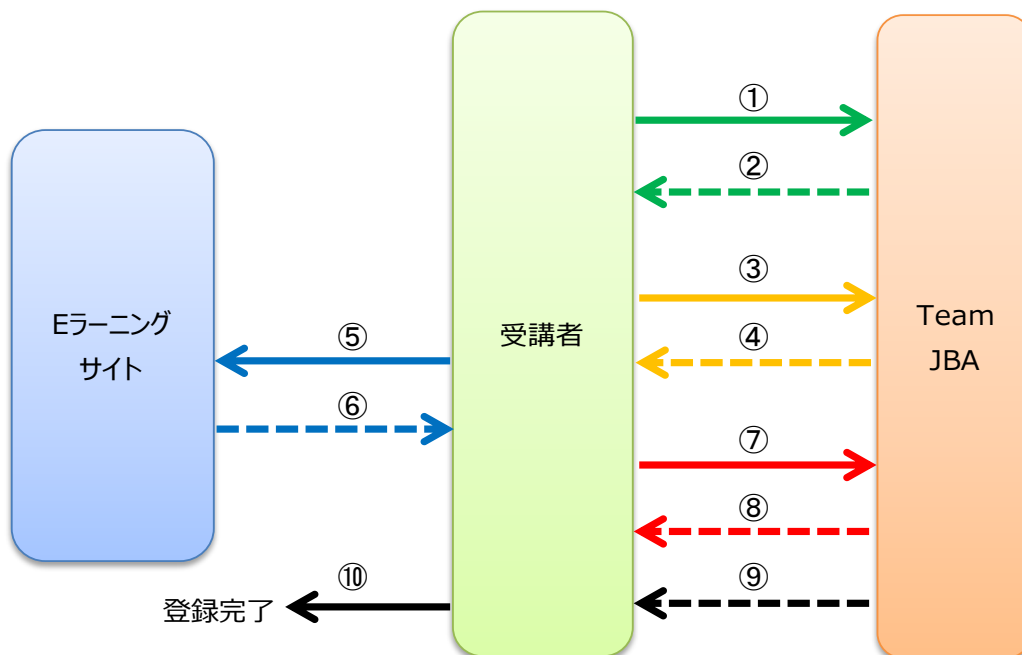 ①
②
③
④
⑤
⑥
⑦
⑧
⑨
⑩
Eラーニング
サイト
受講者
Team
JBA
登録完了